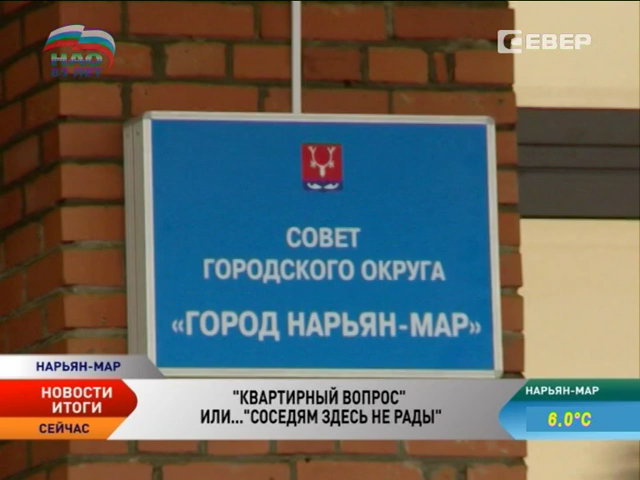 НАО
СЕВЕР
СОВЕТ
ГОРОДСКОГО ОКРУГА
«ГОРОД НАРЬЯН-МАР»
НАРЬЯН-МАР
НОВОСТИ
ИТОГИ
СЕЙЧАС
"КВАРТИРНЫЙ ВОПРОС"
ИЛИ..."СОСЕДЯМ ЗДЕСЬ НЕ РАДЫ"
НАРЬЯН-МАР
6.0°C